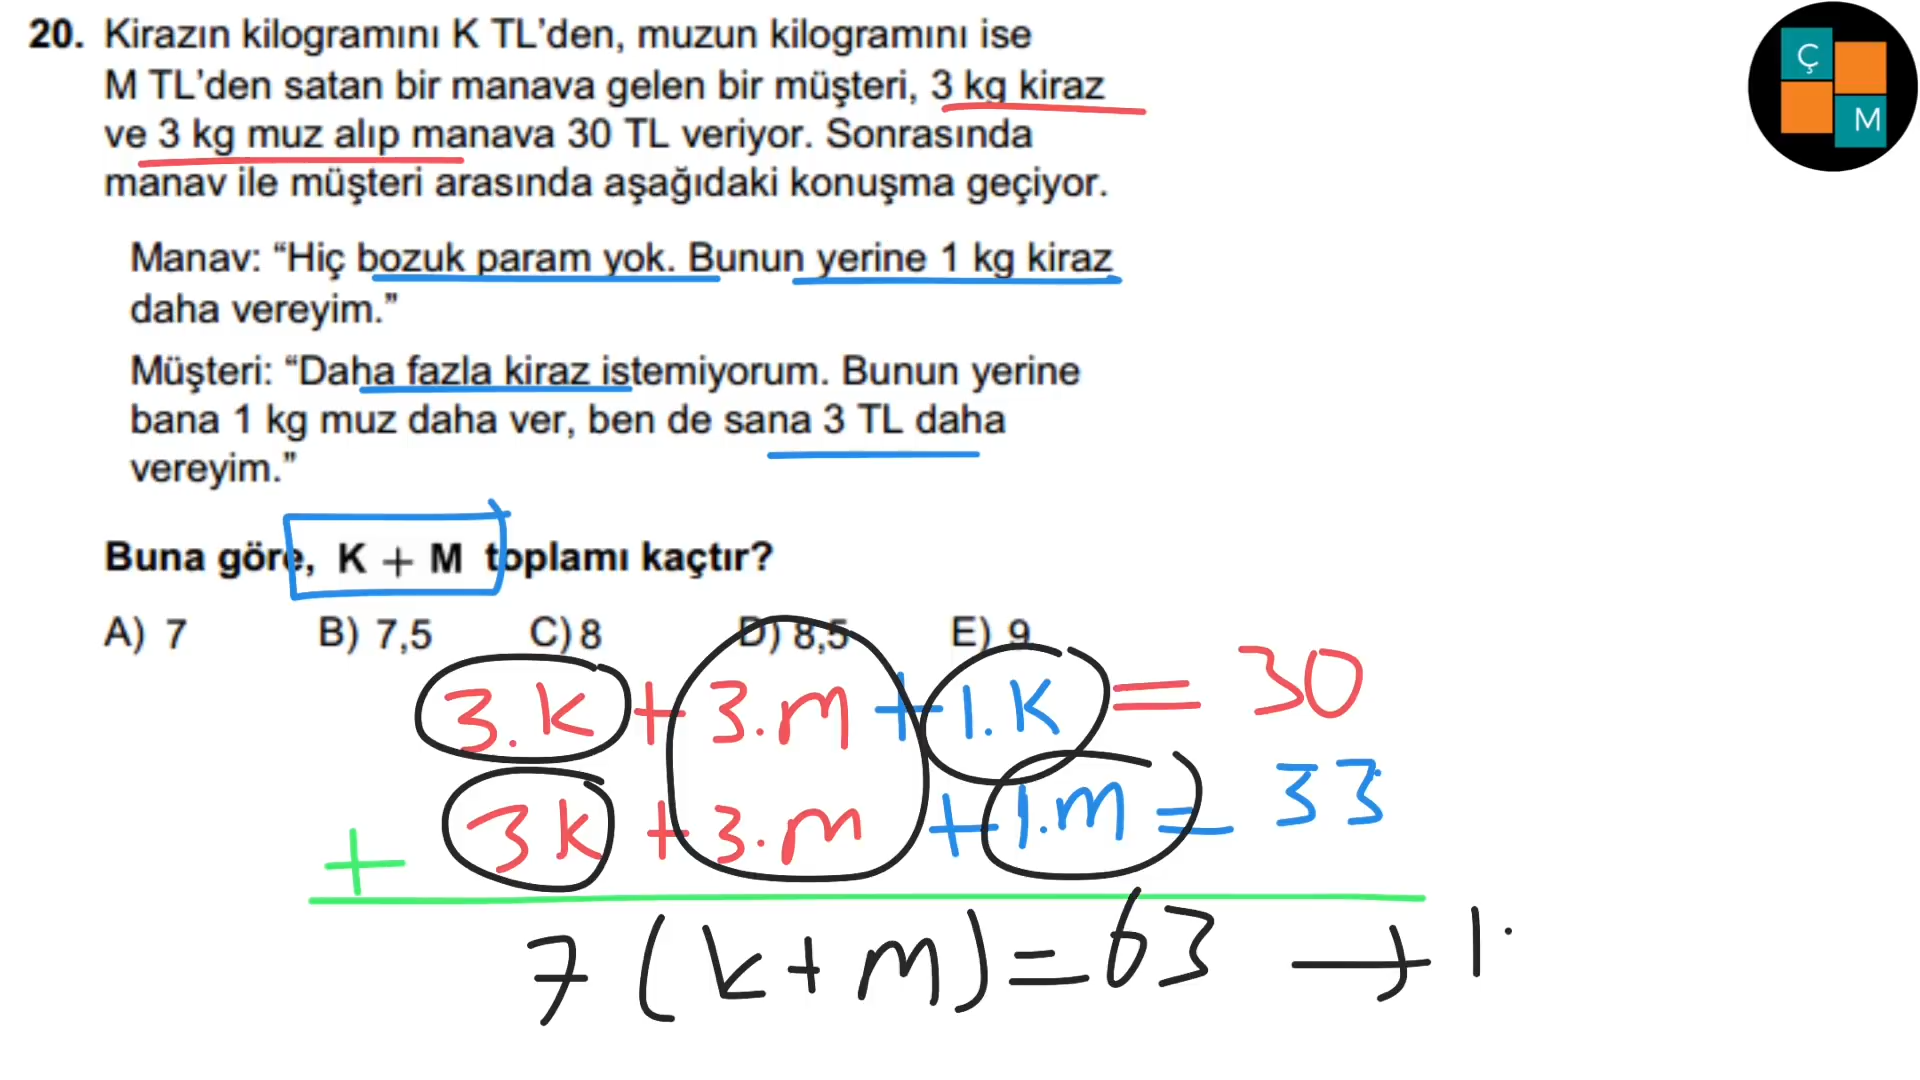 20. Kirazın kilogramını K TL’den, muzun kilogramını ise
M TL’den satan bir manava gelen bir müşteri, 3 kg kiraz
ve 3 kg muz alıp manava 30 TL veriyor. Sonrasında
manav ile müşteri arasında aşağıdaki konuşma geçiyor.
Manav: “Hiç bozuk param yok. Bunun yerine 1 kg kiraz
daha vereyim.”
Müşteri: “Daha fazla kiraz istemiyorum. Bunun yerine
bana 1 kg muz daha ver, ben de sana 3 TL daha
vereyim.”
Buna göre, K + M toplamı kaçtır?
A) 7 B) 7,5 C) 8 D) 8,5 E) 9
3.K + 3.m + 1.K = 30
3K + 3.m + 1.m = 33
+
7 (k + m) = 63 → 1
Ç
M